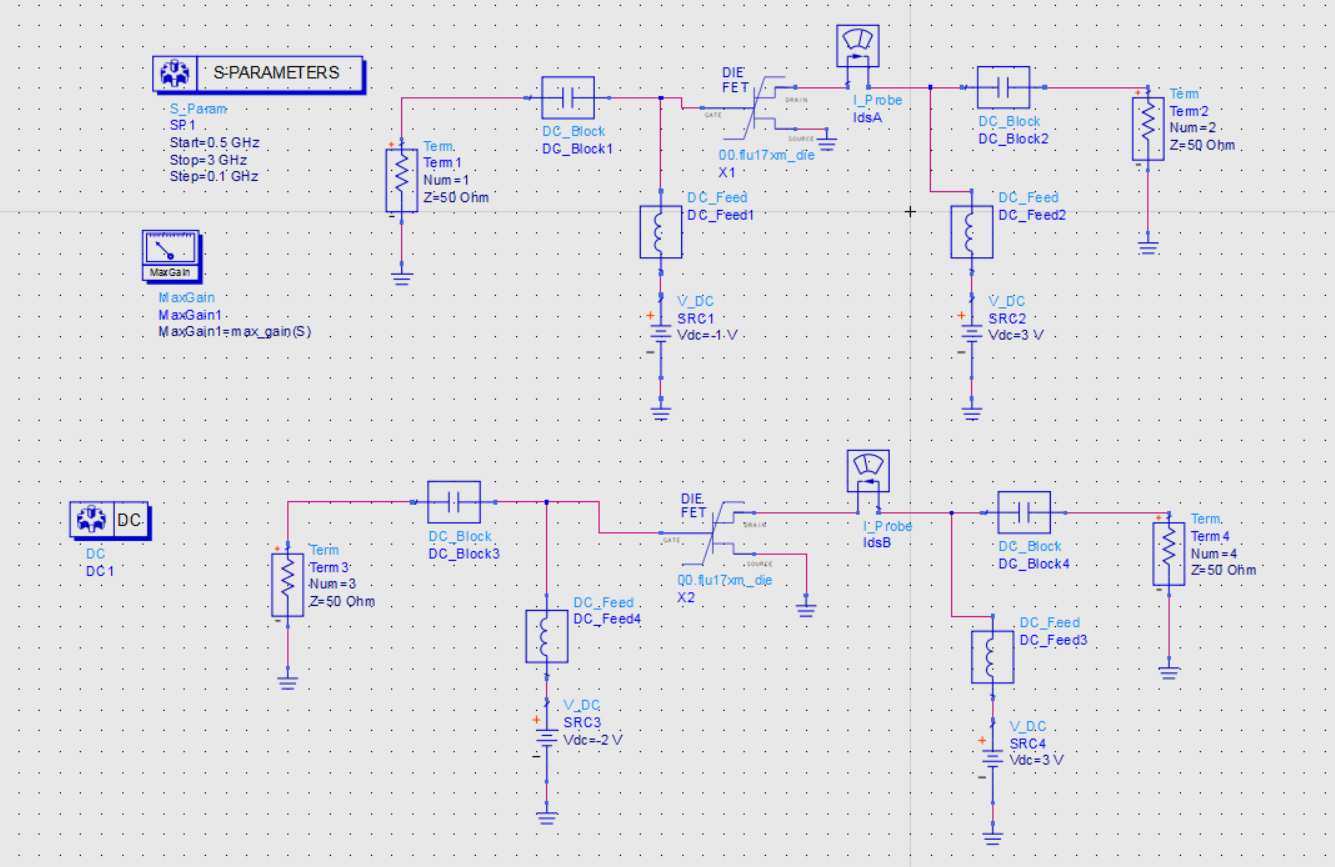 S-PARAMETERS
S_Param
SP1
Start=0.5 GHz
Stop=3 GHz
Step=0.1 GHz
MaxGain
MaxGain
MaxGain1
MaxGain1=max_gain(S)
Term
Term1
Num=1
Z=50 Ohm
DC_Block
DC_Block1
DC_Feed
DC_Feed1
V_DC
SRC1
Vdc=-1 V
DIE
FET
GATE
DRAIN
SOURCE
00.flu17xm_die
X1
I_Probe
IdsA
DC_Block
DC_Block2
DC_Feed
DC_Feed2
V_DC
SRC2
Vdc=3 V
Term
Term2
Num=2
Z=50 Ohm
DC
DC
DC1
Term
Term3
Num=3
Z=50 Ohm
DC_Block
DC_Block3
DC_Feed
DC_Feed4
V_DC
SRC3
Vdc=-2 V
DIE
FET
GATE
DRAIN
SOURCE
00.flu17xm_die
X2
I_Probe
IdsB
DC_Block
DC_Block4
DC_Feed
DC_Feed3
V_DC
SRC4
Vdc=3 V
Term
Term4
Num=4
Z=50 Ohm